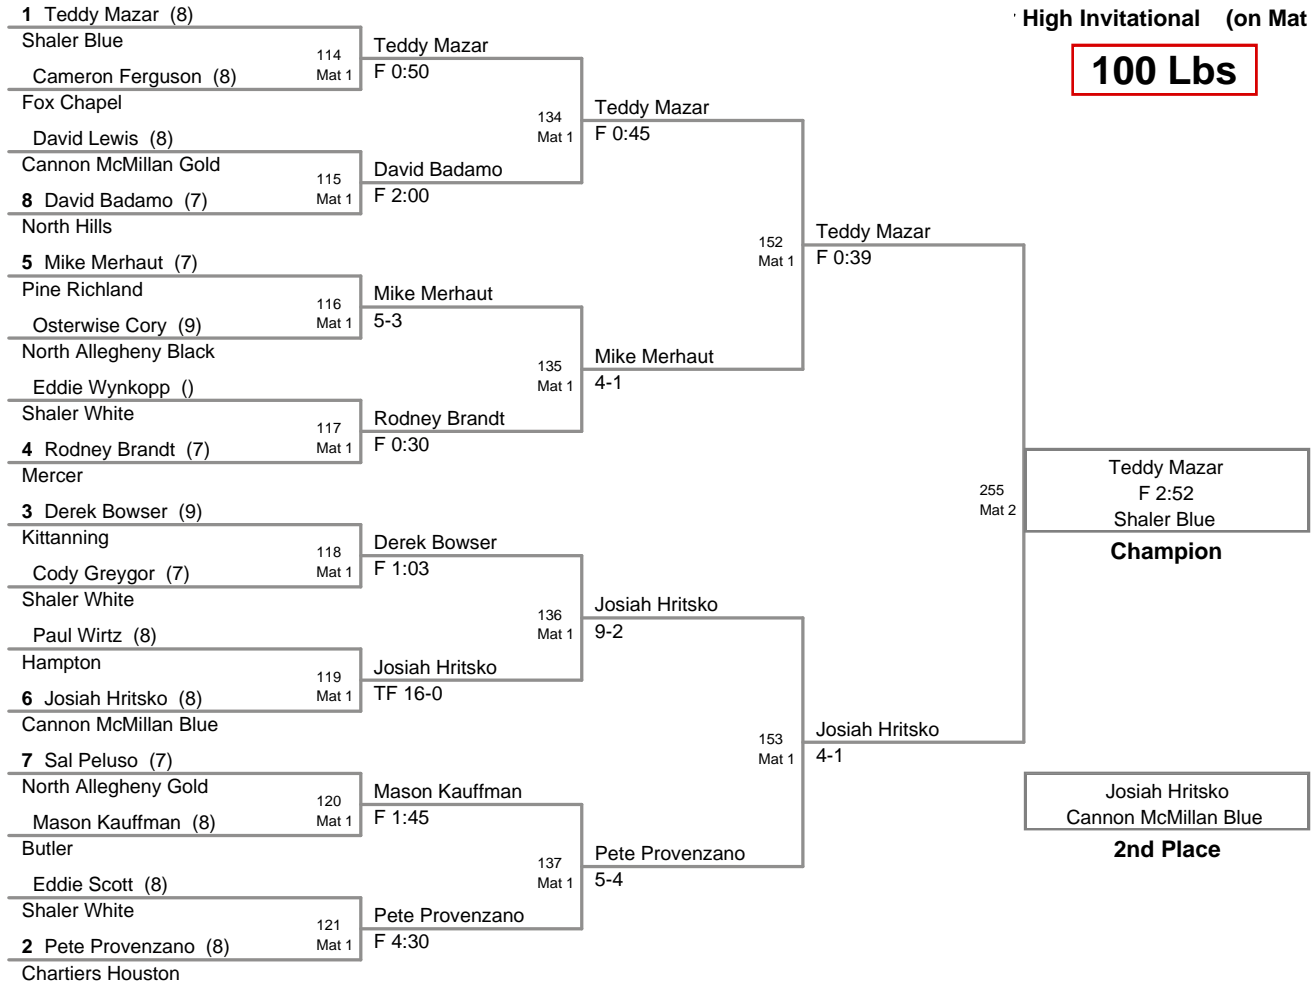 1 Teddy Mazar (8)
Shaler Blue
Cameron Ferguson (8)
Fox Chapel
David Lewis (8)
Cannon McMillan Gold
8 David Badamo (7)
North Hills
5 Mike Merhaut (7)
Pine Richland
Osterwise Cory (9)
North Allegheny Black
Eddie Wynkopp ()
Shaler White
4 Rodney Brandt (7)
Mercer
3 Derek Bowser (9)
Kittanning
Cody Greygor (7)
Shaler White
Paul Wirtz (8)
Hampton
6 Josiah Hritsko (8)
Cannon McMillan Blue
7 Sal Peluso (7)
North Allegheny Gold
Mason Kauffman (8)
Butler
Eddie Scott (8)
Shaler White
2 Pete Provenzano (8)
Chartiers Houston
114
Mat 1
115
Mat 1
116
Mat 1
117
Mat 1
118
Mat 1
119
Mat 1
120
Mat 1
121
Mat 1
Teddy Mazar
F 0:50
David Badamo
F 2:00
Mike Merhaut
5-3
Rodney Brandt
F 0:30
Derek Bowser
F 1:03
Josiah Hritsko
TF 16-0
Mason Kauffman
F 1:45
Pete Provenzano
F 4:30
134
Mat 1
135
Mat 1
136
Mat 1
137
Mat 1
Teddy Mazar
F 0:45
Mike Merhaut
4-1
Josiah Hritsko
9-2
Pete Provenzano
5-4
152
Mat 1
153
Mat 1
Teddy Mazar
F 0:39
Josiah Hritsko
4-1
255
Mat 2
High Invitational (on Mat
100 Lbs
Teddy Mazar
F 2:52
Shaler Blue
Champion
Josiah Hritsko
Cannon McMillan Blue
2nd Place